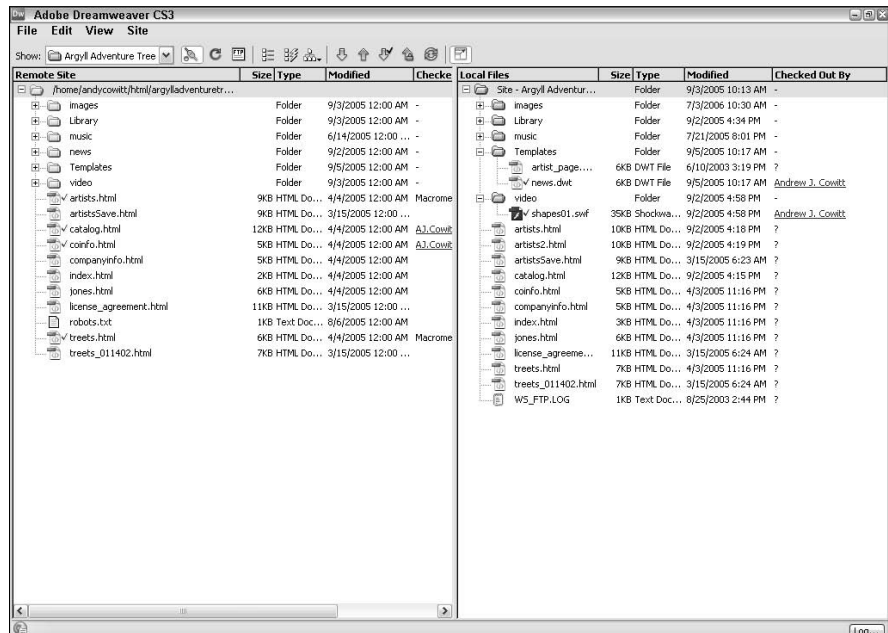 Dw Adobe Dreamweaver CS3
File Edit View Site
Show: Argyll Adventure Tree
Remote Site Size Type Modified Checke
/home/andycowitt/html/argylladventuretr...
images Folder 9/3/2005 12:00 AM -
Library Folder 9/3/2005 12:00 AM -
music Folder 6/14/2005 12:00 ... -
news Folder 9/2/2005 12:00 AM -
Templates Folder 9/5/2005 12:00 AM -
video Folder 9/3/2005 12:00 AM -
artists.html 9KB HTML Do... 4/4/2005 12:00 AM Macrome
artistsSave.html 9KB HTML Do... 3/15/2005 12:00 ...
catalog.html 12KB HTML Do... 4/4/2005 12:00 AM AJ.Cowit
coinfo.html 5KB HTML Do... 4/4/2005 12:00 AM AJ.Cowit
companyinfo.html 5KB HTML Do... 4/4/2005 12:00 AM
index.html 2KB HTML Do... 4/4/2005 12:00 AM
jones.html 6KB HTML Do... 4/4/2005 12:00 AM
license_agreement.html 11KB HTML Do... 3/15/2005 12:00 ...
robots.txt 1KB Text Doc... 8/6/2005 12:00 AM
treets.html 6KB HTML Do... 4/4/2005 12:00 AM Macrome
treets_011402.html 7KB HTML Do... 3/15/2005 12:00 ...
Local Files Size Type Modified Checked Out By
Site - Argyll Adventur... Folder 9/3/2005 10:13 AM -
images Folder 7/3/2006 10:30 AM -
Library Folder 9/2/2005 4:34 PM -
music Folder 7/21/2005 8:01 PM -
Templates Folder 9/5/2005 10:17 AM -
artist_page.... 6KB DWT File 6/10/2003 3:19 PM ?
news.dwt 6KB DWT File 9/5/2005 10:17 AM Andrew J. Cowitt
video Folder 9/2/2005 4:58 PM -
shapes01.swf 35KB Shockwa... 9/2/2005 4:58 PM Andrew J. Cowitt
artists.html 10KB HTML Do... 9/2/2005 4:18 PM ?
artists2.html 10KB HTML Do... 9/2/2005 4:19 PM ?
artistsSave.html 9KB HTML Do... 3/15/2005 6:23 AM ?
catalog.html 12KB HTML Do... 9/2/2005 4:15 PM ?
coinfo.html 5KB HTML Do... 4/3/2005 11:16 PM ?
companyinfo.html 5KB HTML Do... 4/3/2005 11:16 PM ?
index.html 3KB HTML Do... 4/3/2005 11:16 PM ?
jones.html 6KB HTML Do... 4/3/2005 11:16 PM ?
license_agreeme... 11KB HTML Do... 3/15/2005 6:24 AM ?
treets.html 7KB HTML Do... 4/3/2005 11:16 PM ?
treets_011402.html 7KB HTML Do... 3/15/2005 6:24 AM ?
WS_FTP.LOG 1KB Text Doc... 8/25/2003 2:44 PM ?
Log...